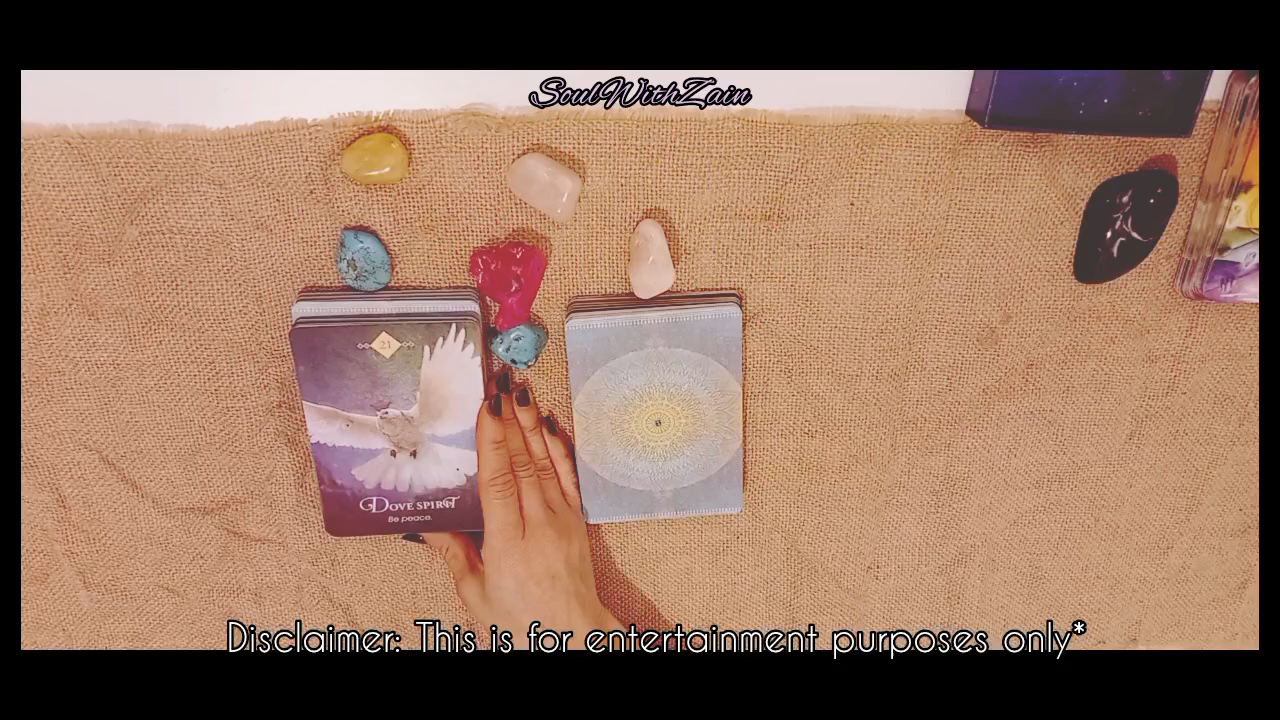 SoulWithZain
21
Dove Spirit
Be peace.
Disclaimer: This is for entertainment purposes only*